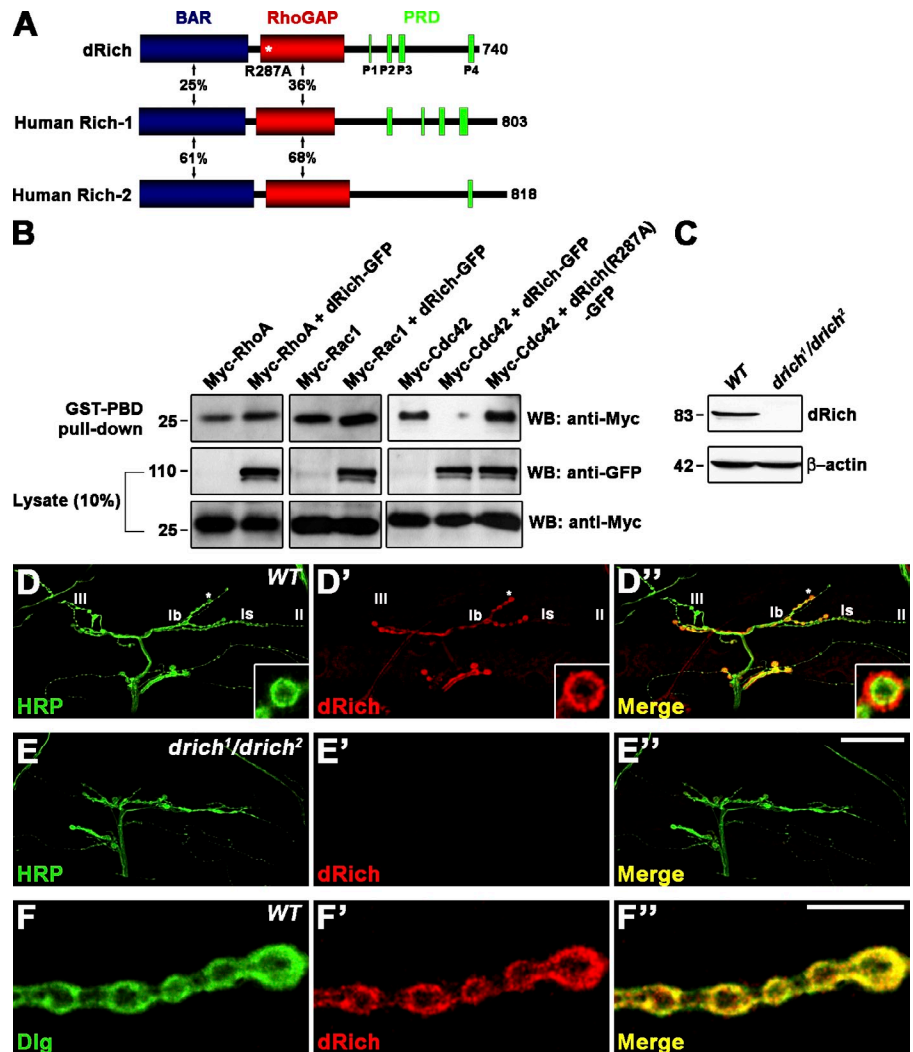 A
BAR RhoGAP PRD
dRich * 740
R287A P1 P2 P3 P4
25% 36%
Human Rich-1 803
61% 68%
Human Rich-2 818
B
Myc-RhoA
Myc-RhoA + dRich-GFP
Myc-Rac1
Myc-Rac1 + dRich-GFP
Myc-Cdc42
Myc-Cdc42 + dRich-GFP
Myc-Cdc42 + dRich(R287A)
-GFP
GST-PBD
pull-down
25
WB: anti-Myc
Lysate (10%)
110
WB: anti-GFP
25
WB: anti-Myc
C
WT
drich¹/drich²
83 dRich
42 β–actin
D WT
III Ib * Is II
HRP
D'
III Ib * Is II
dRich
D''
III Ib * Is II
Merge
E drich¹/drich²
HRP
E'
dRich
E''
Merge
F WT
Dlg
F'
dRich
F''
Merge